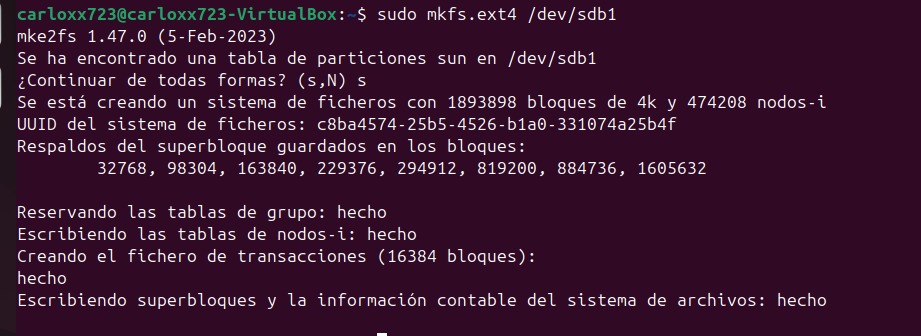 carloxx723@carloxx723-VirtualBox:~$ sudo mkfs.ext4 /dev/sdb1
mke2fs 1.47.0 (5-Feb-2023)
Se ha encontrado una tabla de particiones sun en /dev/sdb1
¿Continuar de todas formas? (s,N) s
Se está creando un sistema de ficheros con 1893898 bloques de 4k y 474208 nodos-i
UUID del sistema de ficheros: c8ba4574-25b5-4526-b1a0-331074a25b4f
Respaldos del superbloque guardados en los bloques:
32768, 98304, 163840, 229376, 294912, 819200, 884736, 1605632
Reservando las tablas de grupo: hecho
Escribiendo las tablas de nodos-i: hecho
Creando el fichero de transacciones (16384 bloques):
hecho
Escribiendo superbloques y la información contable del sistema de archivos: hecho